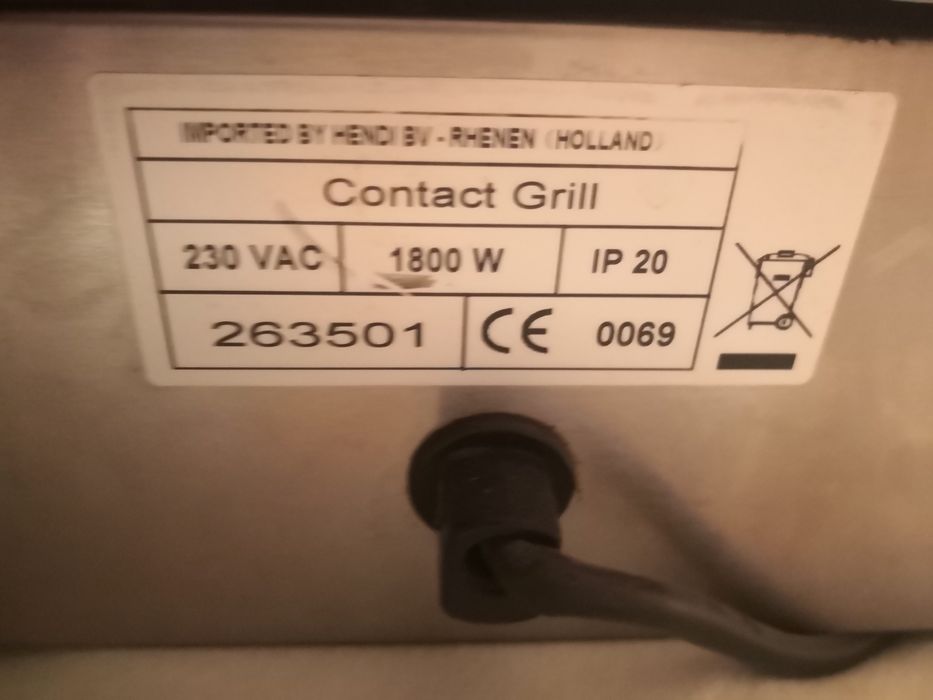 IMPORTED BY HENDI BV - RHENEN (HOLLAND)
Contact Grill
230 VAC 1800 W IP 20
263501 CE 0069